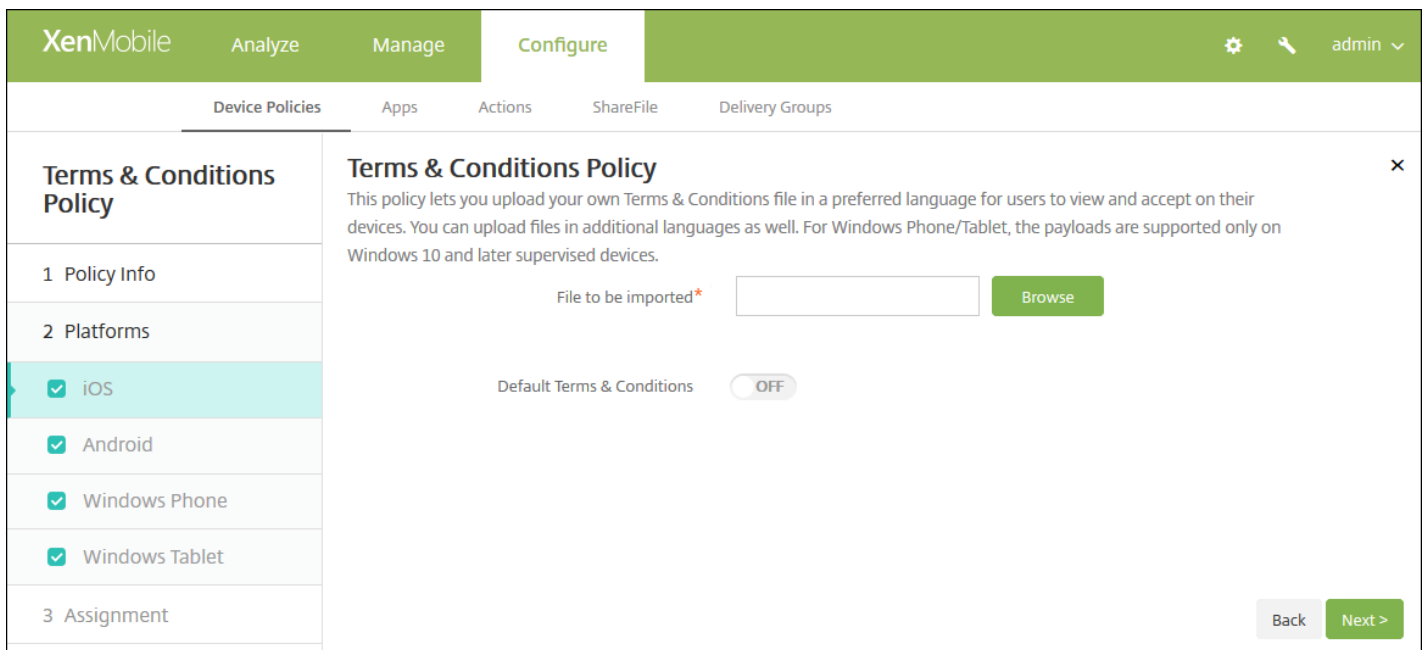 XenMobile Analyze Manage Configure admin
Device Policies Apps Actions ShareFile Delivery Groups
Terms & Conditions
Policy
1 Policy Info
2 Platforms
iOS
Android
Windows Phone
Windows Tablet
3 Assignment
Terms & Conditions Policy
This policy lets you upload your own Terms & Conditions file in a preferred language for users to view and accept on their
devices. You can upload files in additional languages as well. For Windows Phone/Tablet, the payloads are supported only on
Windows 10 and later supervised devices.
File to be imported* Browse
Default Terms & Conditions OFF
Back Next >